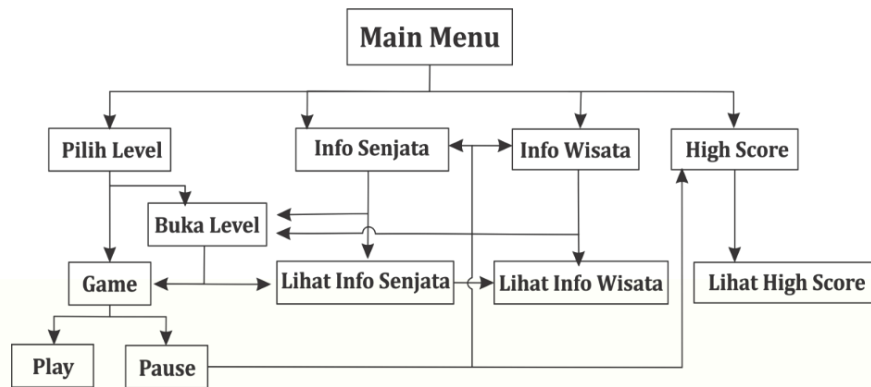 Main Menu
Pilih Level
Info Senjata
Info Wisata
High Score
Buka Level
Game
Lihat Info Senjata
Lihat Info Wisata
Lihat High Score
Play
Pause